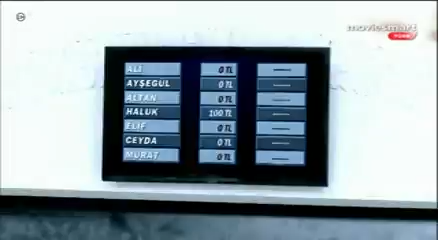 moviesmart
TÜRK
ALİ 0 TL
AYŞEGÜL 0 TL
ALTAN 0 TL
HALUK 100 TL
ELİF 0 TL
CEYDA 0 TL
MURAT 0 TL